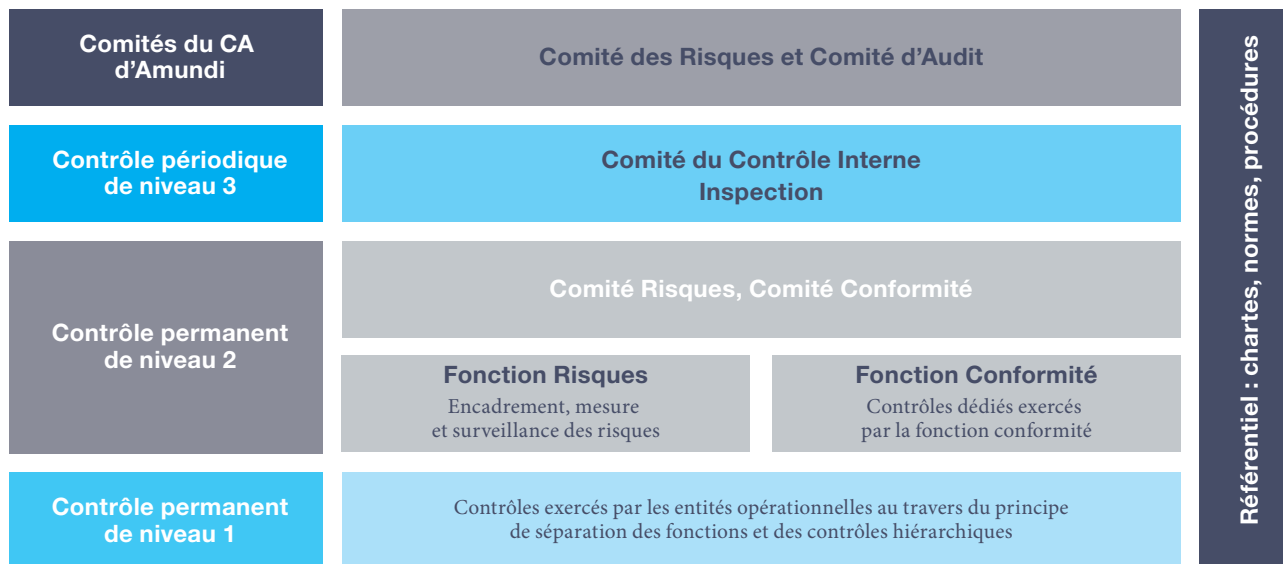 Comités du CA
d’Amundi
Comité des Risques et Comité d’Audit
Contrôle périodique
de niveau 3
Comité du Contrôle Interne
Inspection
Contrôle permanent
de niveau 2
Comité Risques, Comité Conformité
Fonction Risques
Encadrement, mesure
et surveillance des risques
Fonction Conformité
Contrôles dédiés exercés
par la fonction conformité
Contrôle permanent
de niveau 1
Contrôles exercés par les entités opérationnelles au travers du principe
de séparation des fonctions et des contrôles hiérarchiques
Référentiel : chartes, normes, procédures